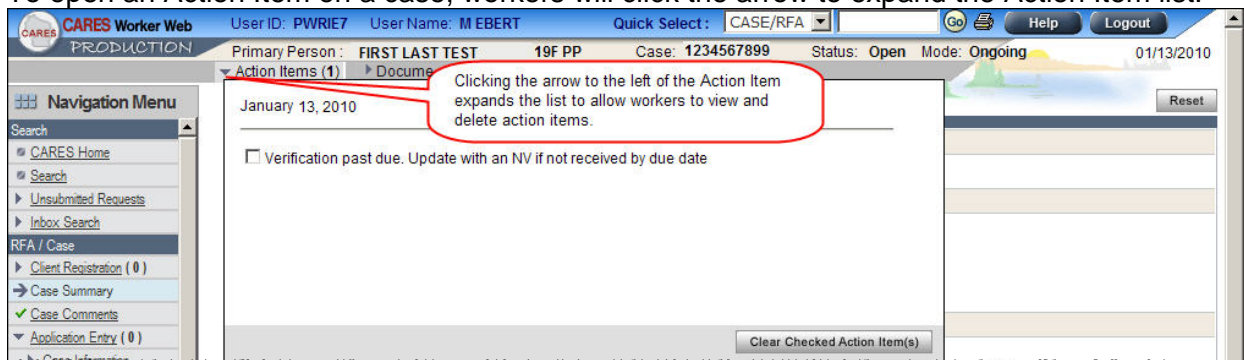 To open an Action Item on a case, workers will click the arrow to expand the Action Item list.
CARES CARES Worker Web User ID: PWRIE7 User Name: M EBERT Quick Select: CASE/RFA Go Help Logout
PRODUCTION Primary Person: FIRST LAST TEST 19F PP Case: 1234567899 Status: Open Mode: Ongoing 01/13/2010
Action Items (1) Docume
Clicking the arrow to the left of the Action Item
expands the list to allow workers to view and
delete action items.
Navigation Menu
January 13, 2010
Reset
Search
CARES Home
Verification past due. Update with an NV if not received by due date
Search
Unsubmitted Requests
Inbox Search
RFA / Case
Client Registration ( 0 )
Case Summary
Case Comments
Application Entry ( 0 )
Clear Checked Action Item(s)
Case Information